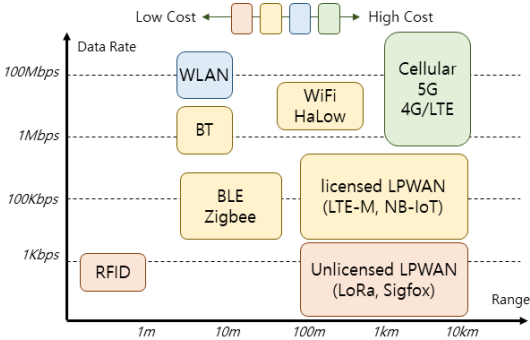 Low Cost
High Cost
Data Rate
100Mbps
1Mbps
100Kbps
1Kbps
WLAN
WiFi
HaLow
Cellular
5G
4G/LTE
BT
BLE
Zigbee
licensed LPWAN
(LTE-M, NB-IoT)
RFID
Unlicensed LPWAN
(LoRa, Sigfox)
Range
1m
10m
100m
1km
10km